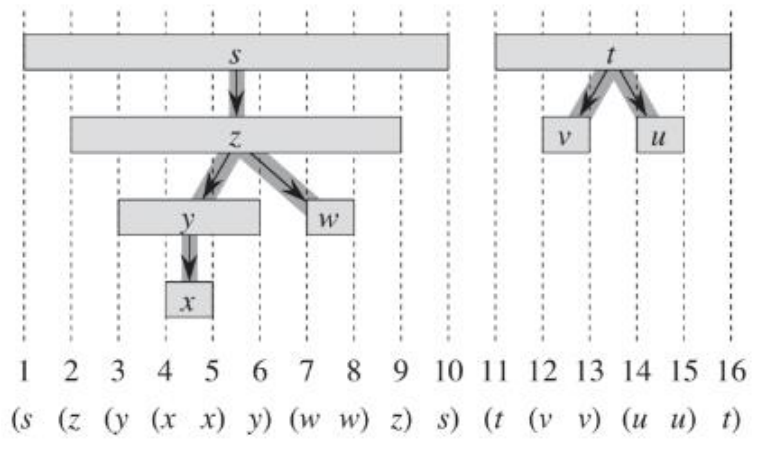 s t
z v u
y w
x
1 2 3 4 5 6 7 8 9 10 11 12 13 14 15 16
(s (z (y (x x) y) (w w) z) s) (t (v v) (u u) t)